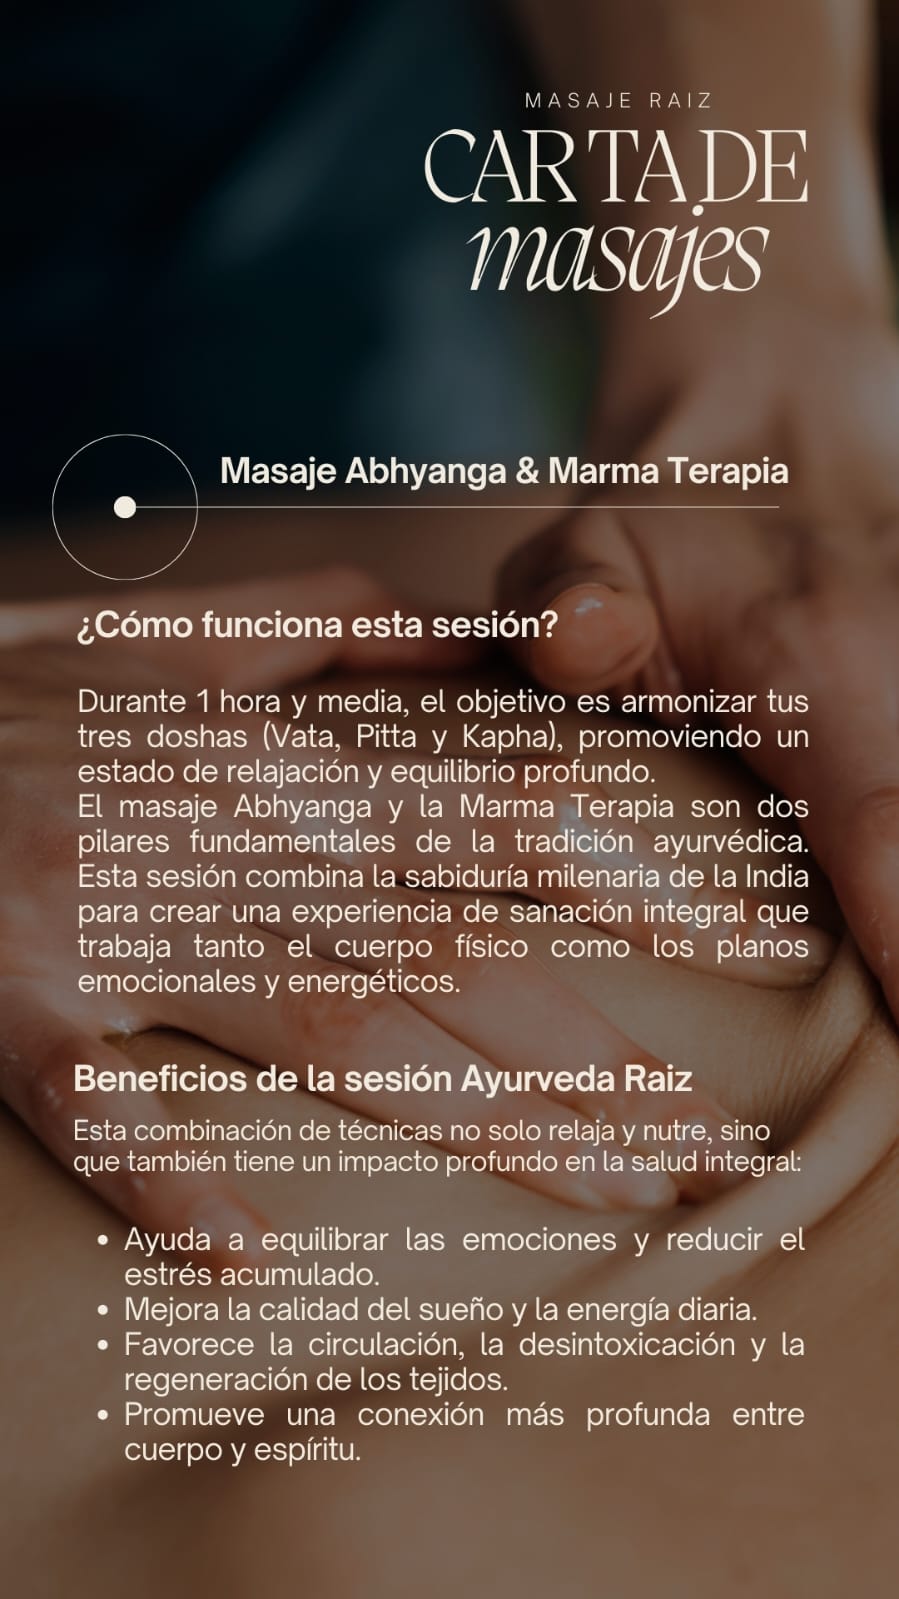 MASAJE RAIZ
CARTA DE
masajes
Masaje Abhyanga & Marma Terapia
¿Cómo funciona esta sesión?
Durante 1 hora y media, el objetivo es armonizar tus
tres doshas (Vata, Pitta y Kapha), promoviendo un
estado de relajación y equilibrio profundo.
El masaje Abhyanga y la Marma Terapia son dos
pilares fundamentales de la tradición ayurvédica.
Esta sesión combina la sabiduría milenaria de la India
para crear una experiencia de sanación integral que
trabaja tanto el cuerpo físico como los planos
emocionales y energéticos.
Beneficios de la sesión Ayurveda Raiz
Esta combinación de técnicas no solo relaja y nutre, sino
que también tiene un impacto profundo en la salud integral:
• Ayuda a equilibrar las emociones y reducir el
estrés acumulado.
• Mejora la calidad del sueño y la energía diaria.
• Favorece la circulación, la desintoxicación y la
regeneración de los tejidos.
• Promueve una conexión más profunda entre
cuerpo y espíritu.